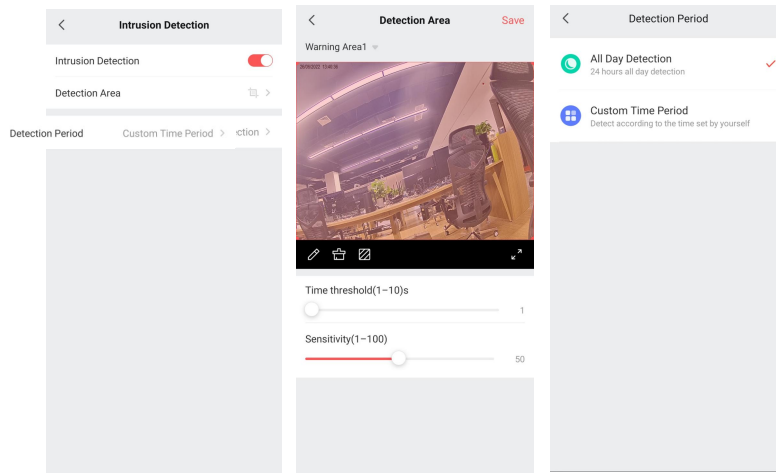 Intrusion Detection
Intrusion Detection
Detection Area
Detection Period Custom Time Period ection
Detection Area Save
Warning Area1
Time threshold(1-10)s
1
Sensitivity(1-100)
50
Detection Period
All Day Detection
24 hours all day detection
Custom Time Period
Detect according to the time set by yourself